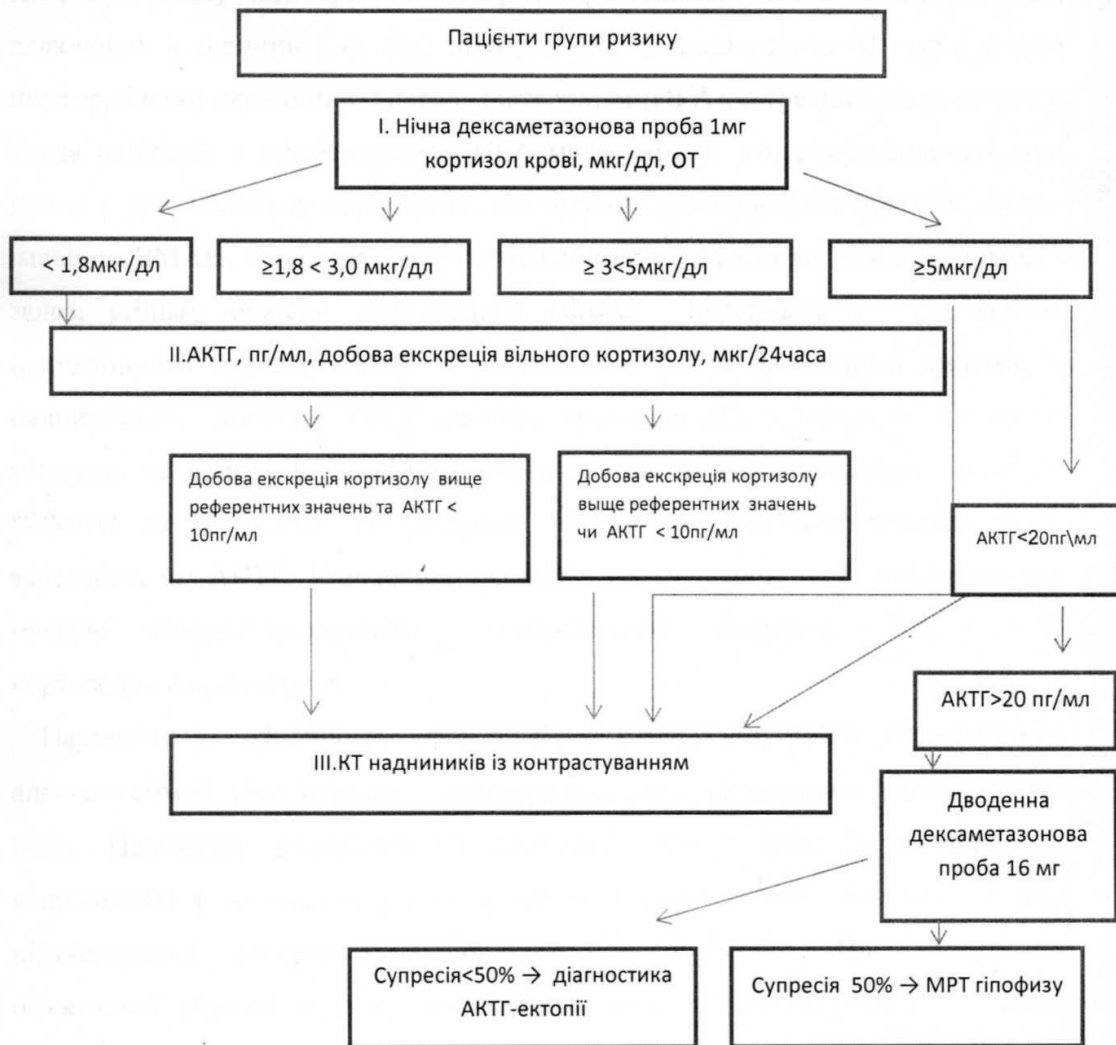 Пацієнти групи ризику
І. Нічна дексаметазонова проба 1мг
кортизол крові, мкг/дл, ОТ
< 1,8мкг/дл
≥1,8 < 3,0 мкг/дл
≥ 3<5мкг/дл
≥5мкг/дл
ІІ.АКТГ, пг/мл, добова екскреція вільного кортизолу, мкг/24часа
Добова екскреція кортизолу вище
референтних значень та АКТГ <
10пг/мл
Добова екскреція кортизолу
выще референтних значень
чи АКТГ < 10пг/мл
АКТГ<20пг\мл
АКТГ>20 пг/мл
ІІІ.КТ наднииків із контрастуванням
Дводенна
дексаметазонова
проба 16 мг
Супресія<50% → діагностика
АКТГ-ектопії
Супресія 50% → МРТ гіпофизу